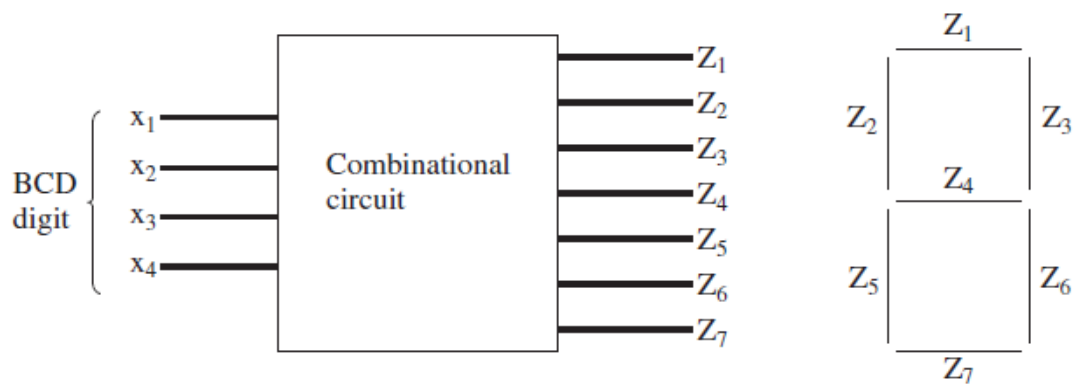 BCD
digit
x₁
x₂
x₃
x₄
Combinational
circuit
Z₁
Z₂
Z₃
Z₄
Z₅
Z₆
Z₇
Z₁
Z₂
Z₃
Z₄
Z₅
Z₆
Z₇